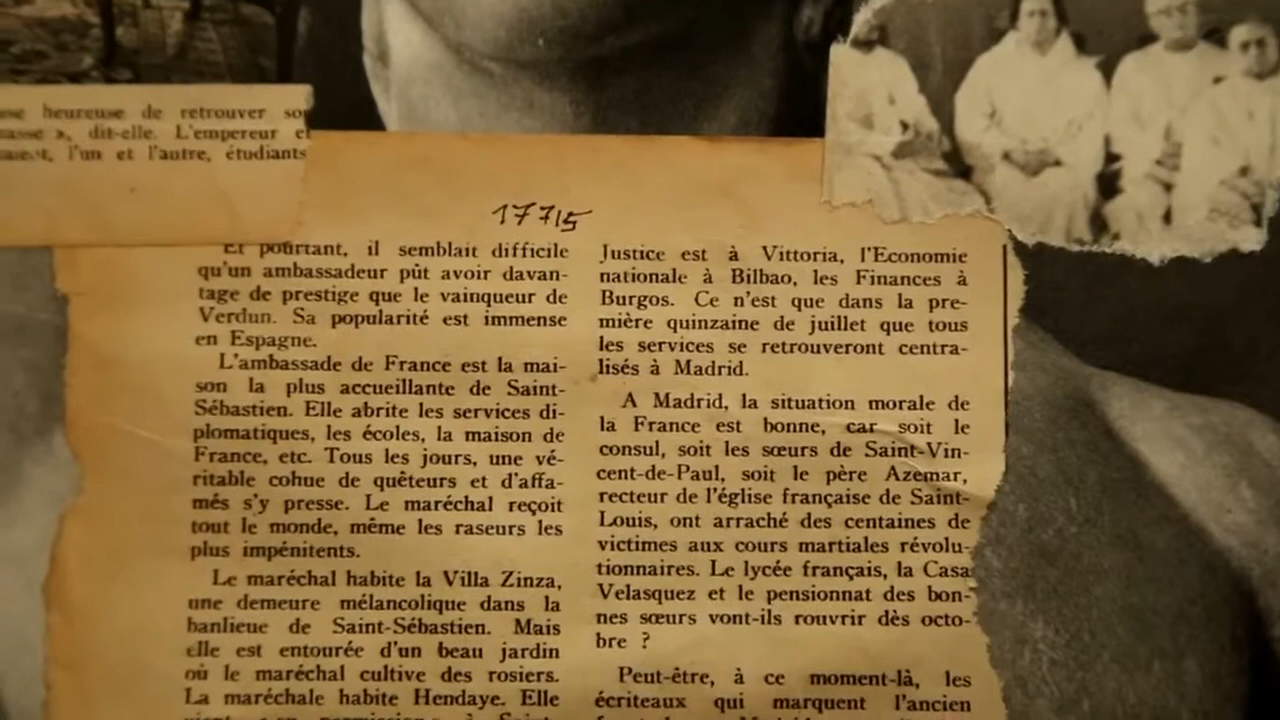 heureuse de retrouver
», dit-elle. L'empereur et
l'un et l'autre, étudiants
17715
Et pourtant, il semblait difficile
qu'un ambassadeur pût avoir davan-
tage de prestige que le vainqueur de
Verdun. Sa popularité est immense
en Espagne.
L'ambassade de France est la mai-
son la plus accueillante de Saint-
Sébastien. Elle abrite les services di-
plomatiques, les écoles, la maison de
France, etc. Tous les jours, une vé-
ritable cohue de quêteurs et d'affa-
més s'y presse. Le maréchal reçoit
tout le monde, même les raseurs les
plus impénitents.
Le maréchal habite la Villa Zinza,
une demeure mélancolique dans la
banlieue de Saint-Sébastien. Mais
elle est entourée d'un beau jardin
où le maréchal cultive des rosiers.
La maréchale habite Hendaye. Elle
Justice est à Vittoria, l'Economie
nationale à Bilbao, les Finances à
Burgos. Ce n'est que dans la pre-
mière quinzaine de juillet que tous
les services se retrouveront centra-
lisés à Madrid.
A Madrid, la situation morale de
la France est bonne, car soit le
consul, soit les sœurs de Saint-Vin-
cent-de-Paul, soit le père Azemar,
recteur de l'église française de Saint-
Louis, ont arraché des centaines de
victimes aux cours martiales révolu-
tionnaires. Le lycée français, la Casa
Velasquez et le pensionnat des bon-
nes sœurs vont-ils rouvrir dès octo-
bre ?
Peut-être, à ce moment-là, les
écriteaux qui marquent l'ancien